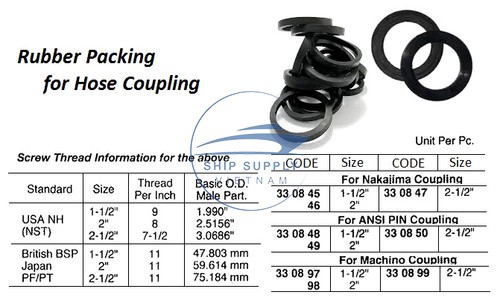 Rubber Packing
for Hose Coupling
Unit Per Pc.
Screw Thread Information for the above
Standard Size Thread Per Inch Basic O.D. Male Part.
USA NH (NST) 1-1/2" 9 1.990"
2" 8 2.5156"
2-1/2" 7-1/2 3.0686"
British BSP 1-1/2" 11 47.803 mm
Japan 2" 11 59.614 mm
PF/PT 2-1/2" 11 75.184 mm
SHIP SUPPLY
VIETNAM
CODE Size CODE Size
For Nakajima Coupling
33 08 45 1-1/2" 33 08 47 2-1/2"
46 2"
For ANSI PIN Coupling
33 08 48 1-1/2" 33 08 50 2-1/2"
49 2"
For Machino Coupling
33 08 97 1-1/2" 33 08 99 2-1/2"
98 2"